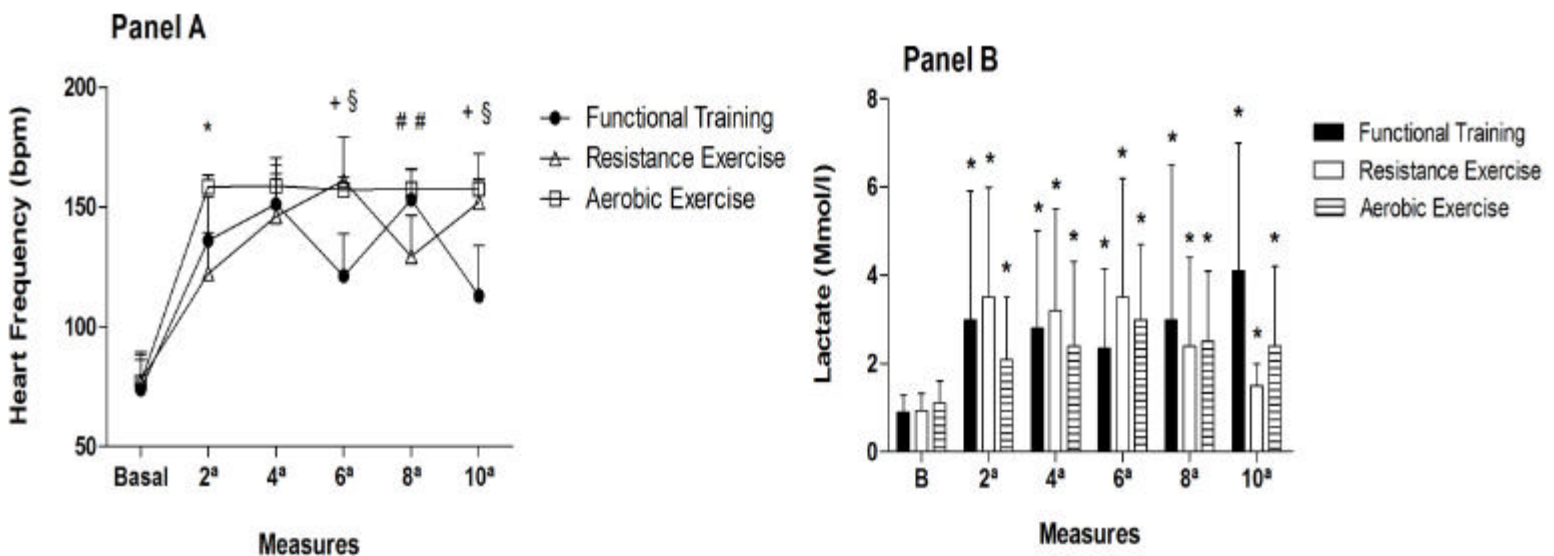 Panel A
Heart Frequency (bpm)
200
150
100
50
*
+ §
# #
+ §
Functional Training
Resistance Exercise
Aerobic Exercise
Basal 2ª 4ª 6ª 8ª 10ª
Measures
Panel B
Lactate (Mmol/l)
8
6
4
2
0
* * *
* * *
* * *
* * *
* * *
Functional Training
Resistance Exercise
Aerobic Exercise
B 2ª 4ª 6ª 8ª 10ª
Measures